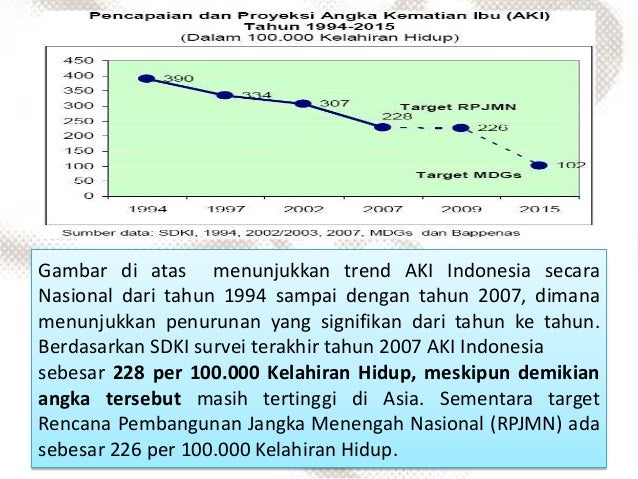 Pencapaian dan Proyeksi Angka Kematian Ibu (AKI)
Tahun 1994-2015
(Dalam 100.000 Kelahiran Hidup)
450
400
350
300
250
200
150
100
50
0
390
334
307
228
Target RPJMN
226
102
Target MDGs
1994 1997 2002 2007 2009 2015
Sumber data: SDKI, 1994, 2002/2003, 2007, MDGs dan Bappenas
Gambar di atas menunjukkan trend AKI Indonesia secara
Nasional dari tahun 1994 sampai dengan tahun 2007, dimana
menunjukkan penurunan yang signifikan dari tahun ke tahun.
Berdasarkan SDKI survei terakhir tahun 2007 AKI Indonesia
sebesar 228 per 100.000 Kelahiran Hidup, meskipun demikian
angka tersebut masih tertinggi di Asia. Sementara target
Rencana Pembangunan Jangka Menengah Nasional (RPJMN) ada
sebesar 226 per 100.000 Kelahiran Hidup.